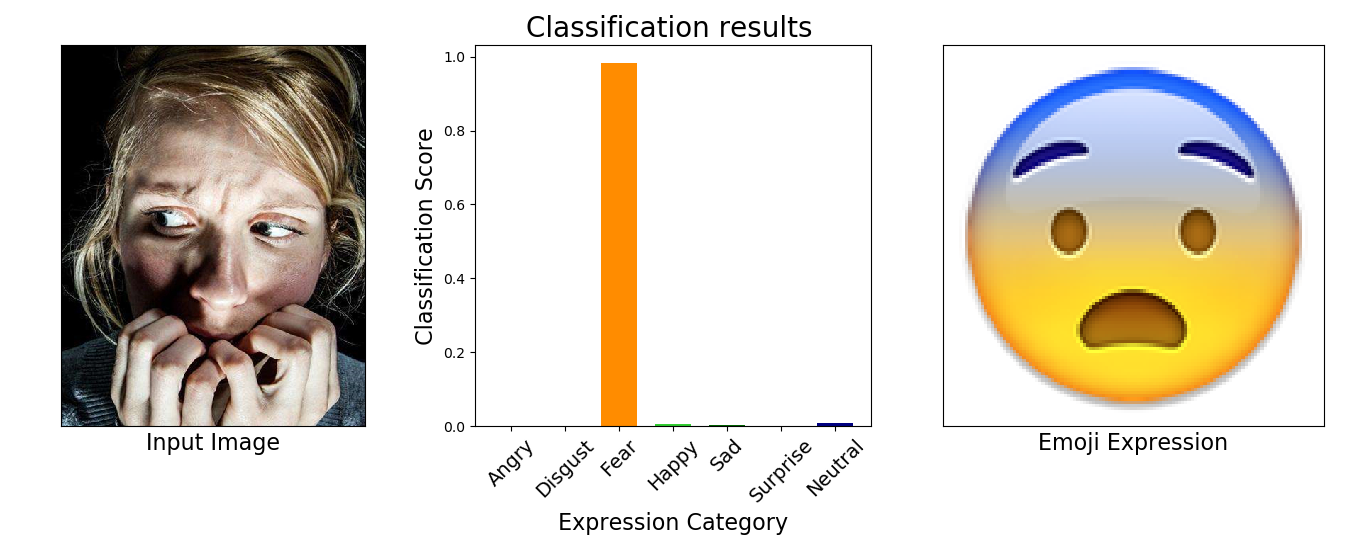 Classification results
Classification Score
1.0
0.8
0.6
0.4
0.2
0.0
Angry
Disgust
Fear
Happy
Sad
Surprise
Neutral
Expression Category
Input Image
Emoji Expression